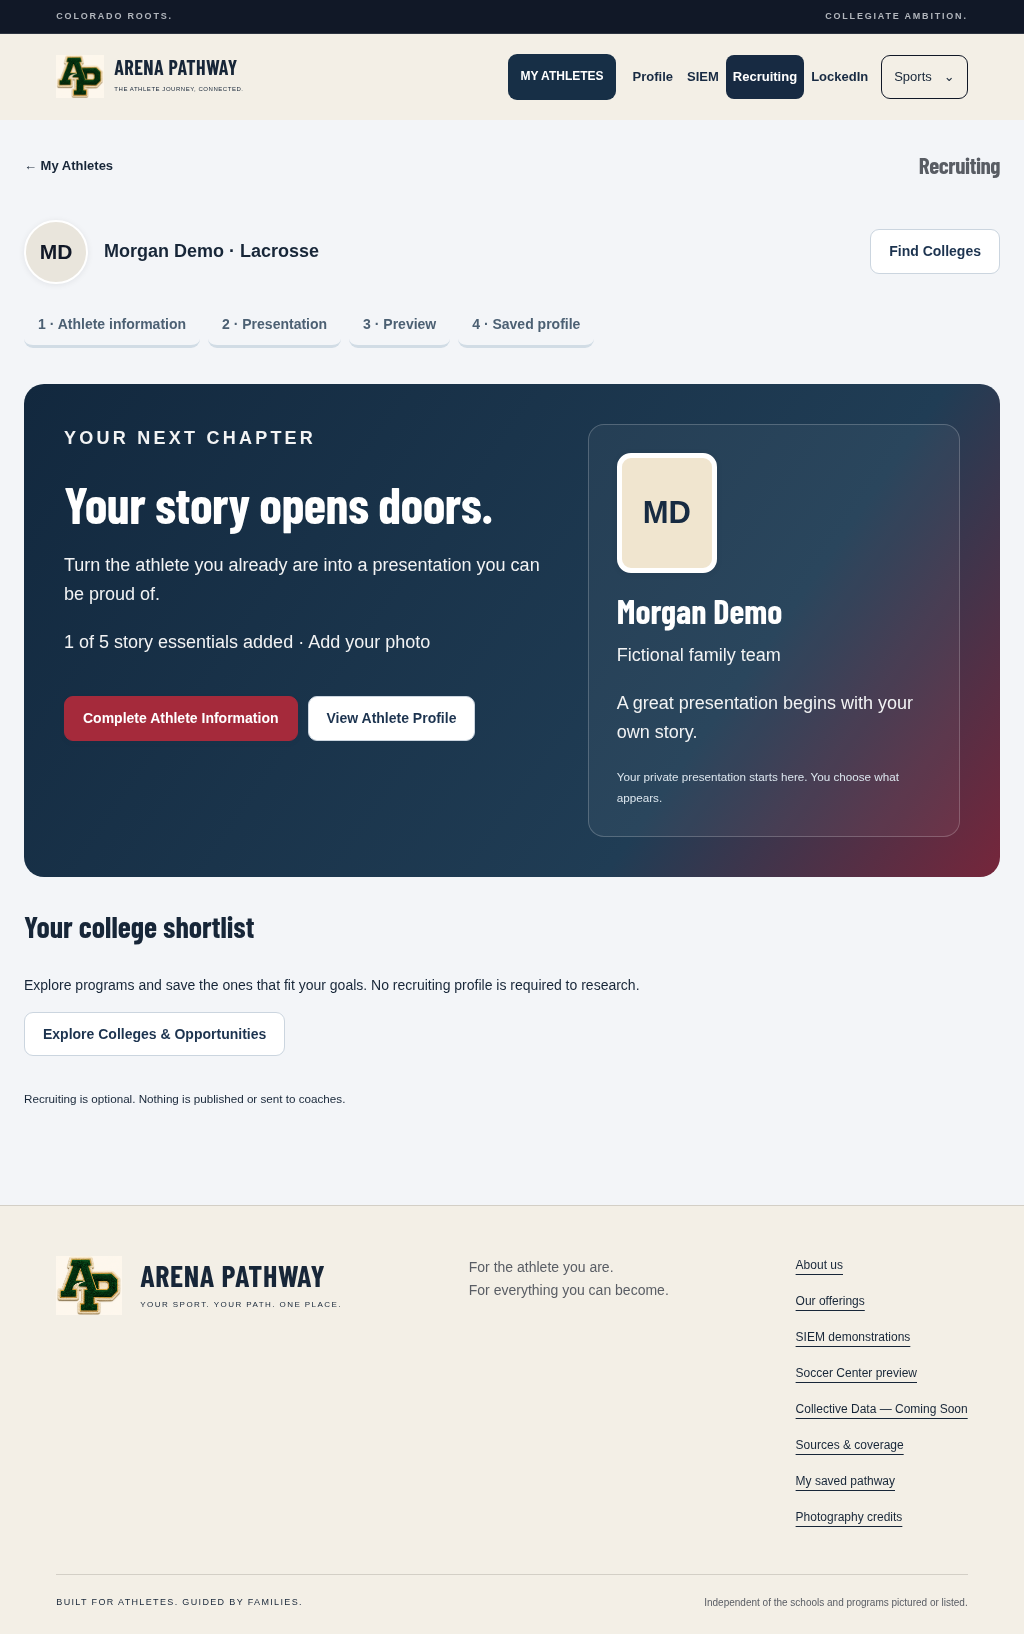 COLORADO ROOTS.
COLLEGIATE AMBITION.
AP
ARENA PATHWAY
THE ATHLETE JOURNEY, CONNECTED.
MY ATHLETES
Profile
SIEM
Recruiting
LockedIn
Sports
← My Athletes
Recruiting
MD
Morgan Demo · Lacrosse
Find Colleges
1 · Athlete information
2 · Presentation
3 · Preview
4 · Saved profile
YOUR NEXT CHAPTER
Your story opens doors.
Turn the athlete you already are into a presentation you can
be proud of.
1 of 5 story essentials added · Add your photo
Complete Athlete Information
View Athlete Profile
MD
Morgan Demo
Fictional family team
A great presentation begins with your
own story.
Your private presentation starts here. You choose what
appears.
Your college shortlist
Explore programs and save the ones that fit your goals. No recruiting profile is required to research.
Explore Colleges & Opportunities
Recruiting is optional. Nothing is published or sent to coaches.
AP
ARENA PATHWAY
YOUR SPORT. YOUR PATH. ONE PLACE.
For the athlete you are.
For everything you can become.
About us
Our offerings
SIEM demonstrations
Soccer Center preview
Collective Data — Coming Soon
Sources & coverage
My saved pathway
Photography credits
BUILT FOR ATHLETES. GUIDED BY FAMILIES.
Independent of the schools and programs pictured or listed.